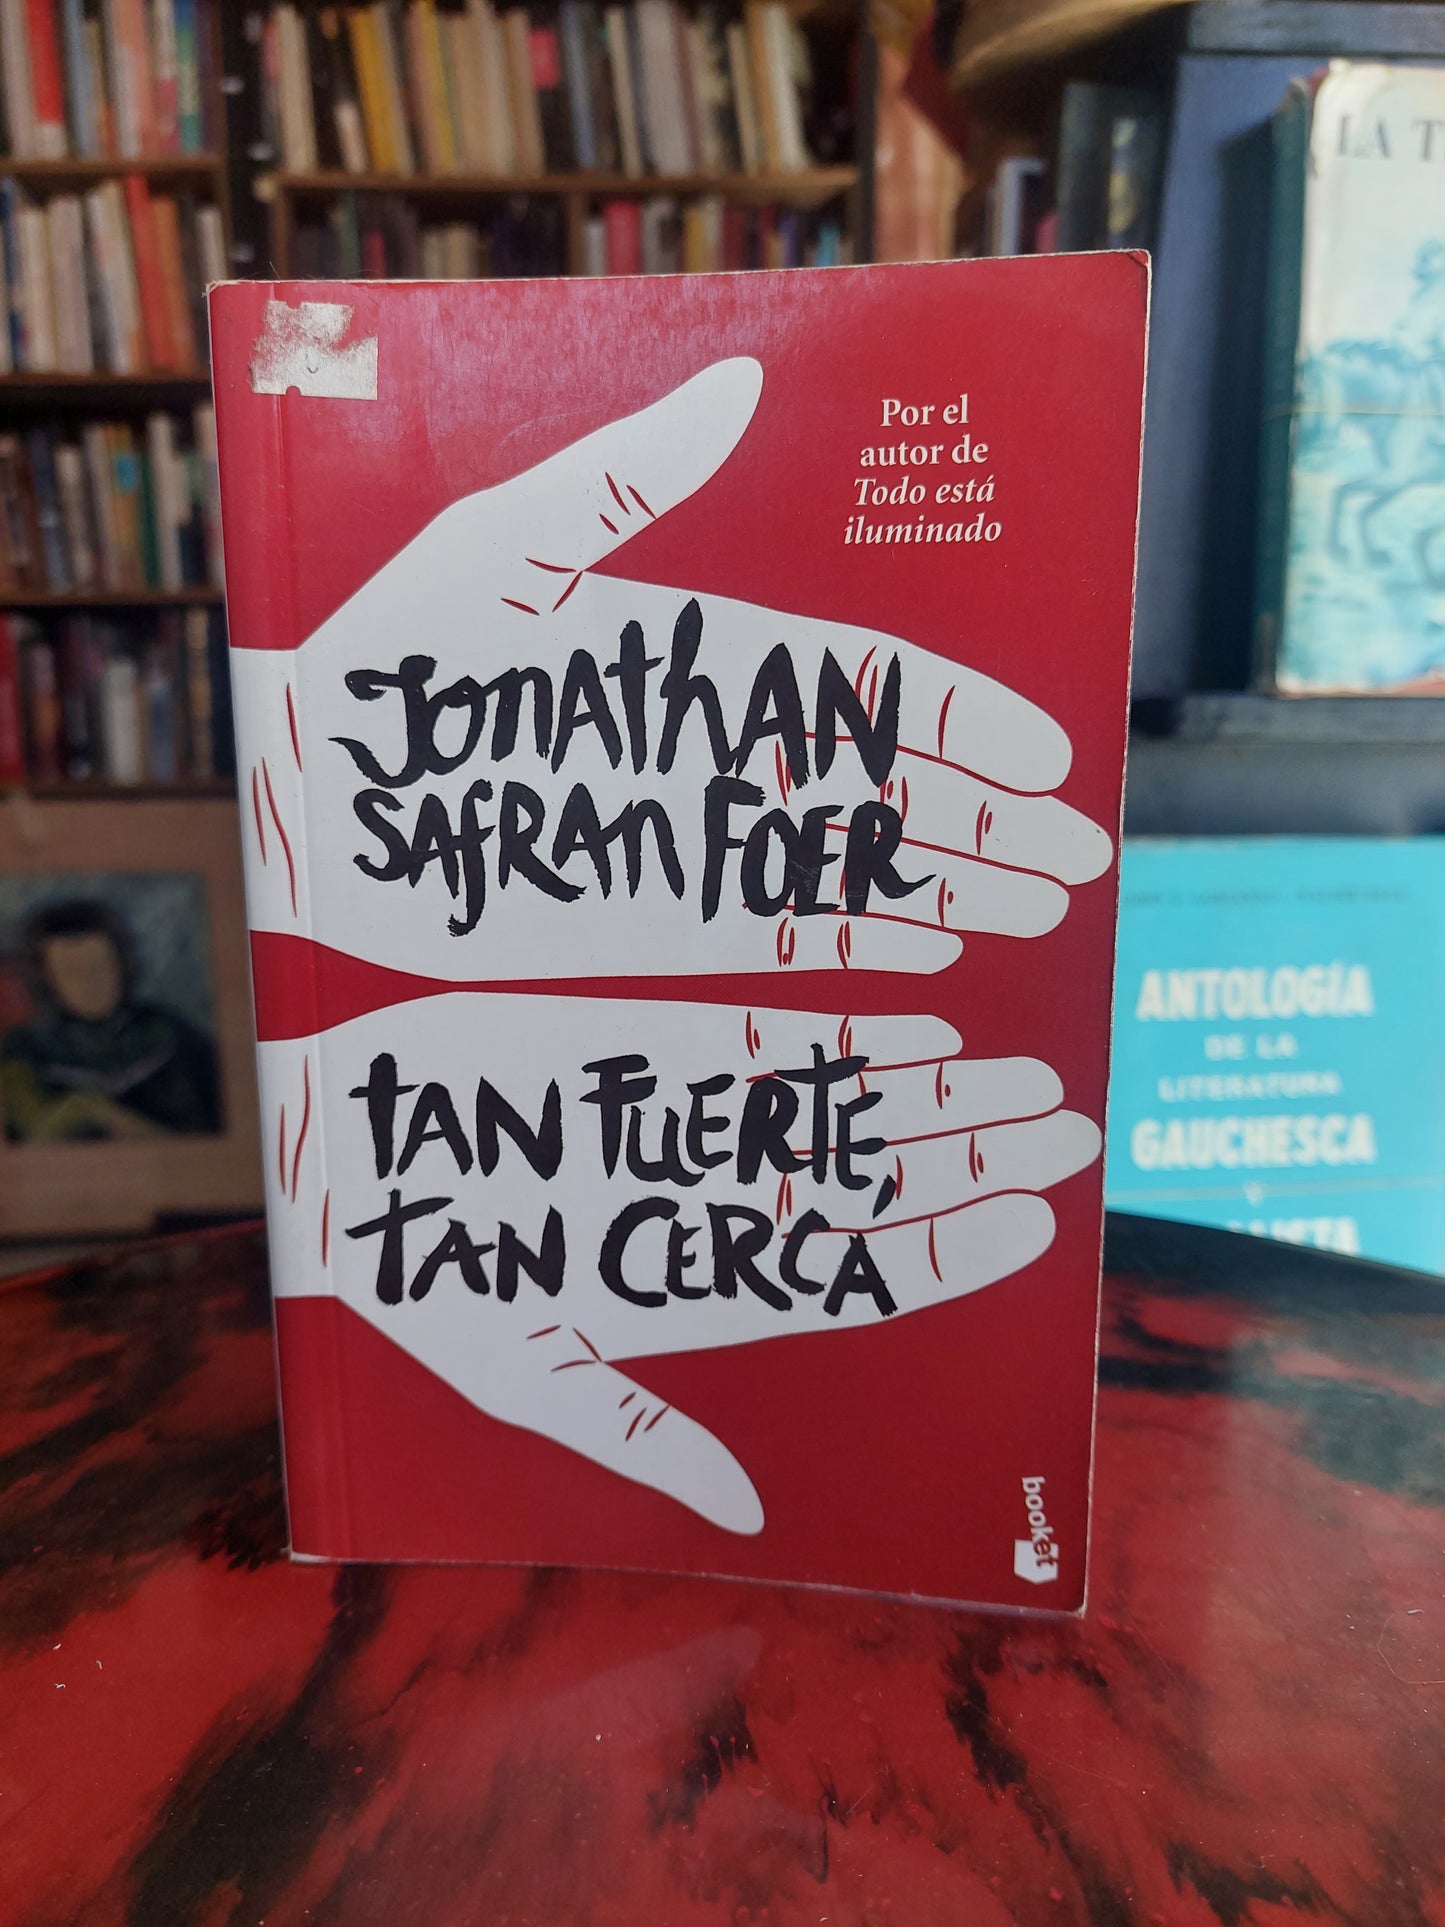 Por el
autor de
Todo está
iluminado
JONATHAN
SAFRAN FOER
TAN FUERTE,
TAN CERCA
booket
LA T
ANTOLOGÍA
DE LA
LITERATURA
GAUCHESCA
Y